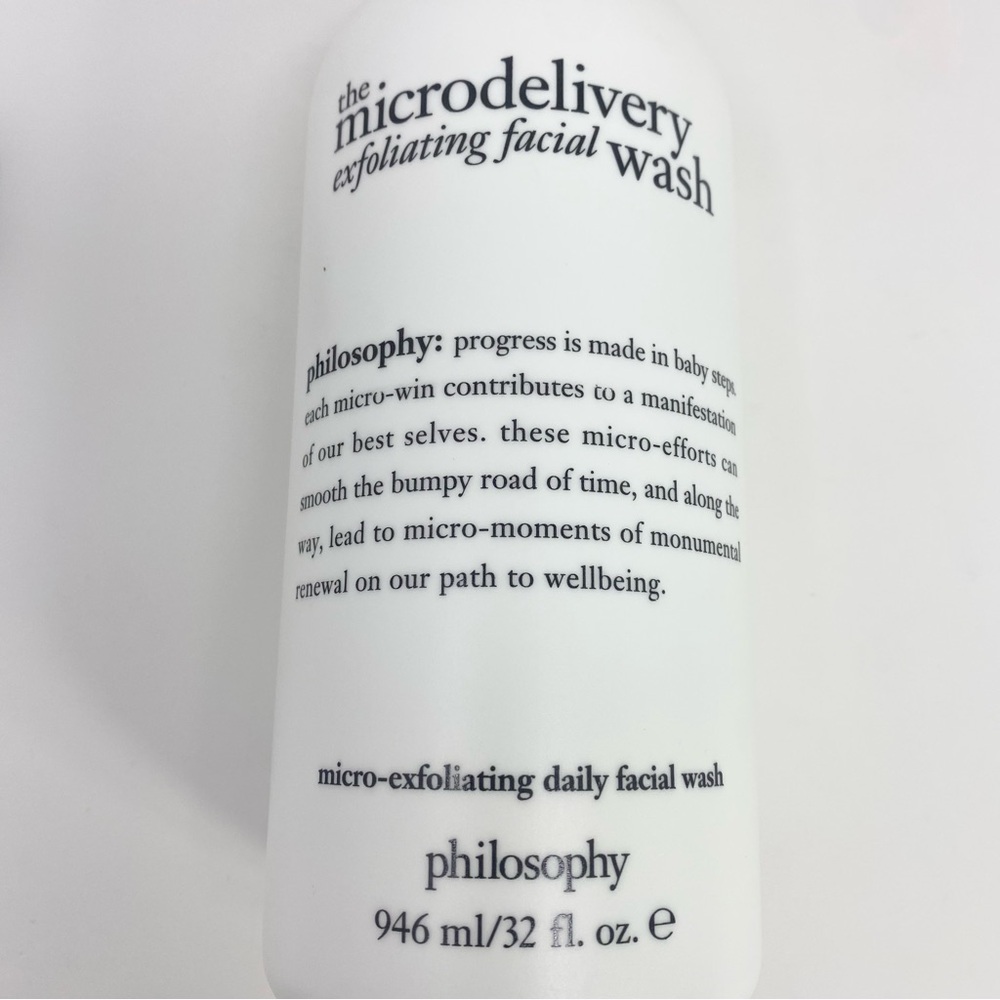 the
microdelivery
exfoliating facial wash
philosophy: progress is made in baby steps.
each micro-win contributes to a manifestation
of our best selves. these micro-efforts can
smooth the bumpy road of time, and along the
way, lead to micro-moments of monumental
renewal on our path to wellbeing.
micro-exfoliating daily facial wash
philosophy
946 ml/32 fl. oz. e